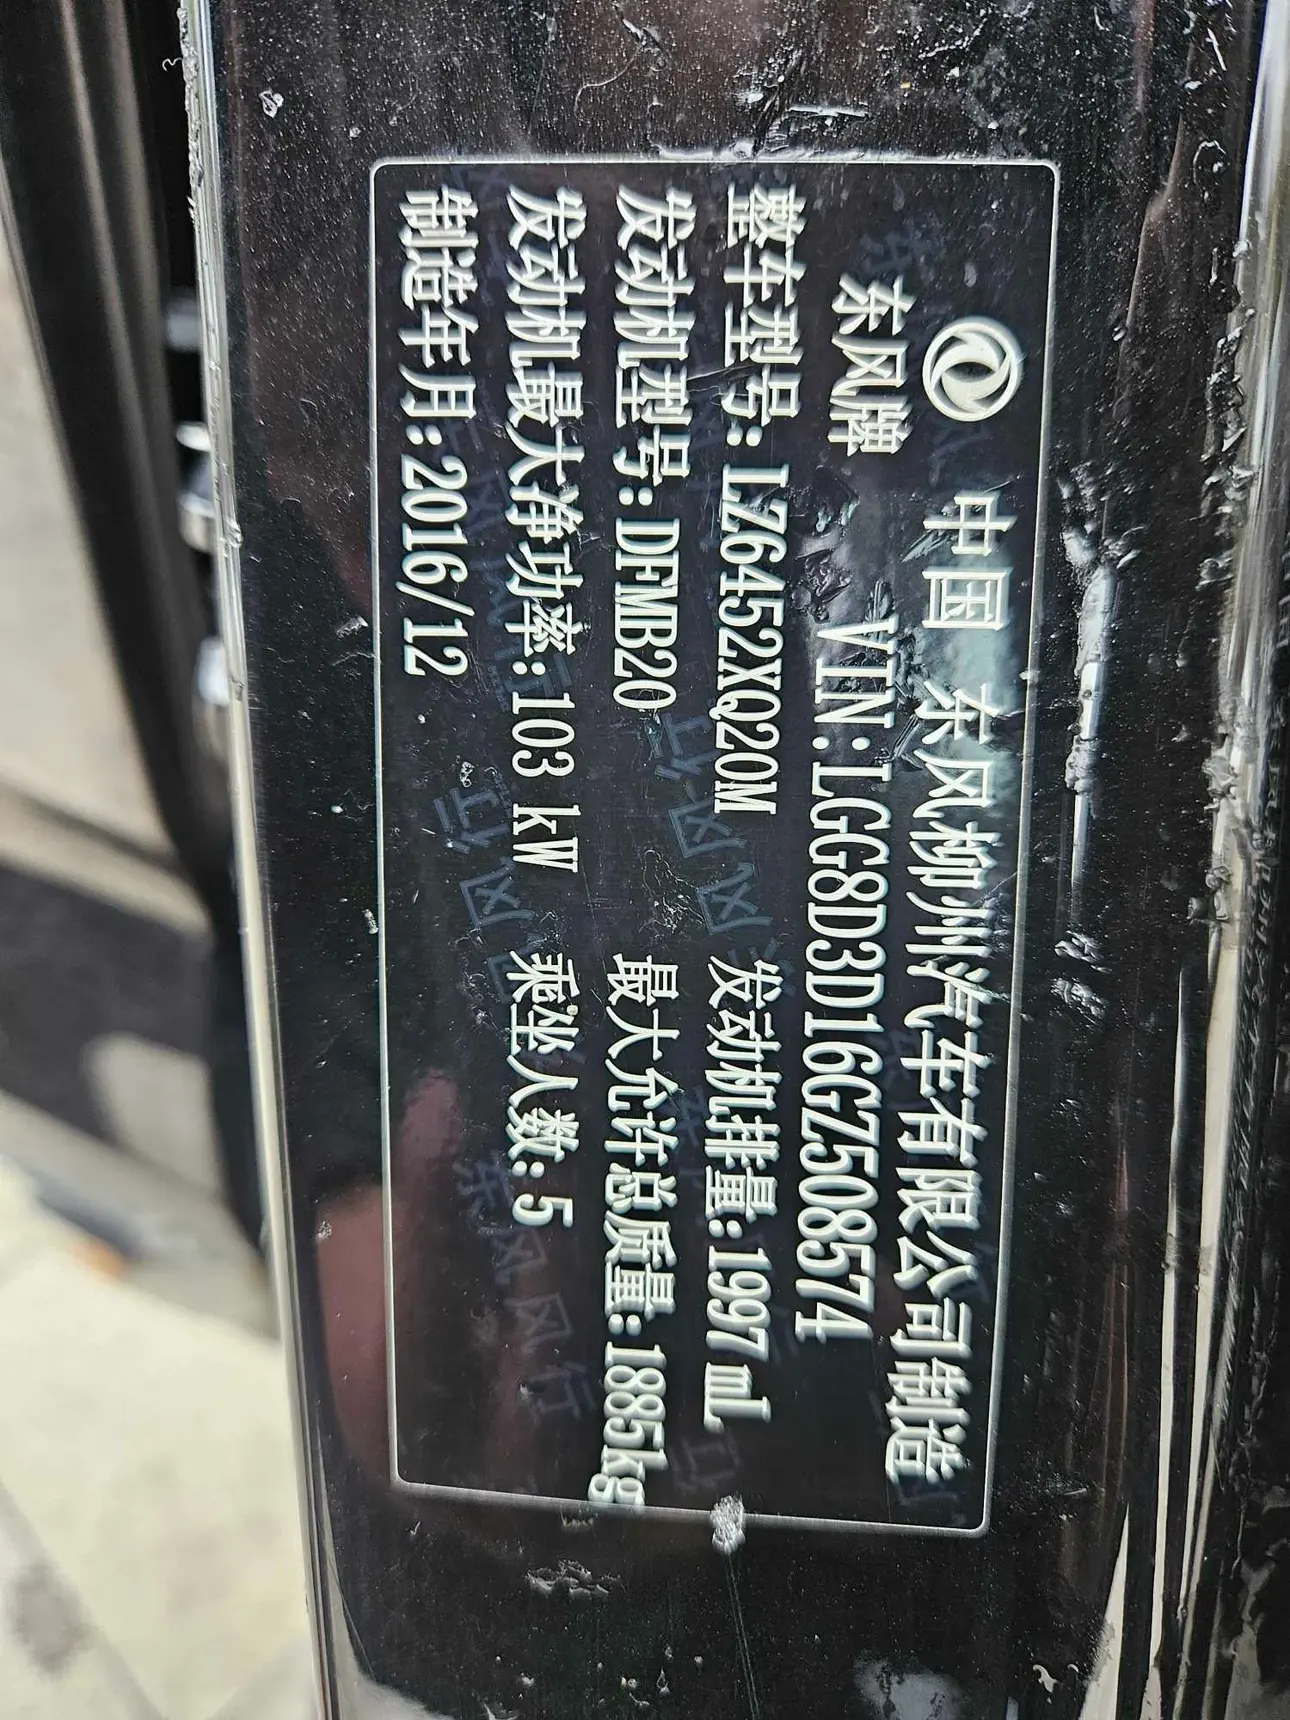 中国 东风柳州汽车有限公司制造
东风牌 VIN:LGG8D3D16GZ508574
整车型号:LZ6452XQ20M 发动机排量:1997 mL
发动机型号:DFMB20 最大允许总质量:1885kg
发动机最大净功率:103 kW 乘坐人数:5
制造年月:2016/12